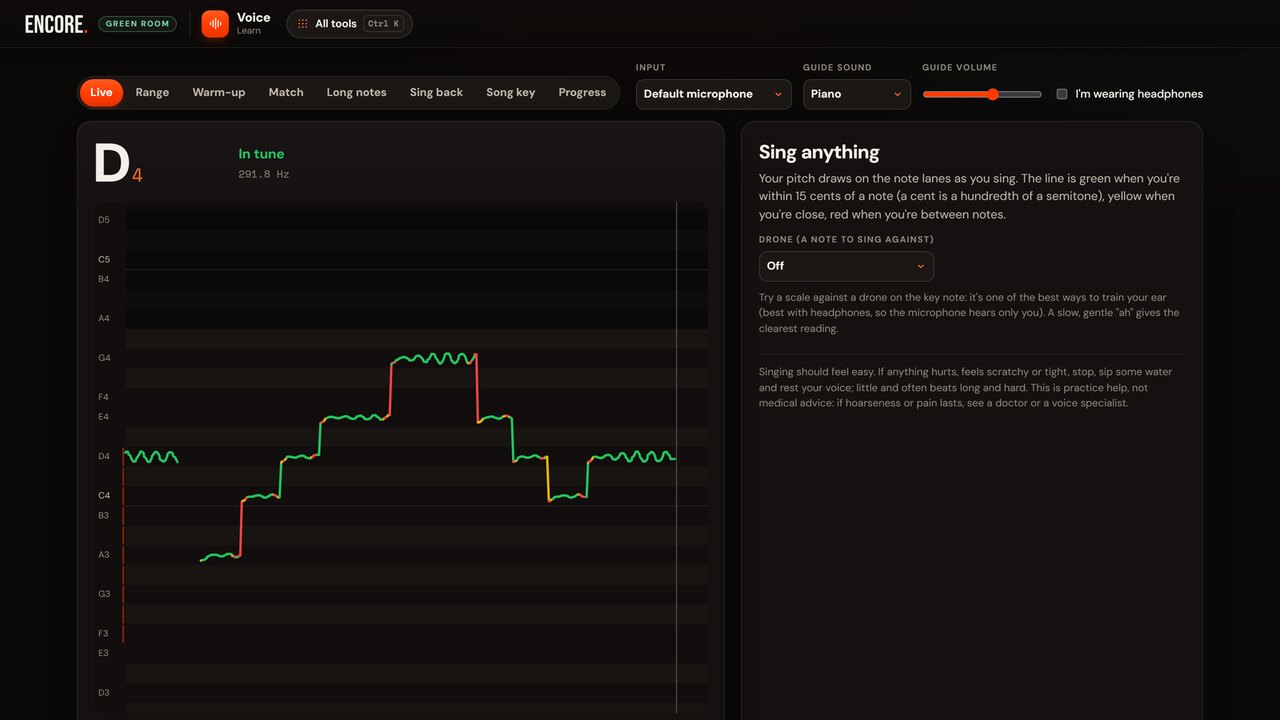 ENCORE.
GREEN ROOM
Voice
Learn
All tools
Ctrl K
Live
Range
Warm-up
Match
Long notes
Sing back
Song key
Progress
INPUT
Default microphone
GUIDE SOUND
Piano
GUIDE VOLUME
I'm wearing headphones
D4
In tune
291.8 Hz
D5
C5
B4
A4
G4
F4
E4
D4
C4
B3
A3
G3
F3
E3
D3
Sing anything
Your pitch draws on the note lanes as you sing. The line is green when you're
within 15 cents of a note (a cent is a hundredth of a semitone), yellow when
you're close, red when you're between notes.
DRONE (A NOTE TO SING AGAINST)
Off
Try a scale against a drone on the key note: it's one of the best ways to train your ear
(best with headphones, so the microphone hears only you). A slow, gentle "ah" gives the
clearest reading.
Singing should feel easy. If anything hurts, feels scratchy or tight, stop, sip some water
and rest your voice; little and often beats long and hard. This is practice help, not
medical advice: if hoarseness or pain lasts, see a doctor or a voice specialist.